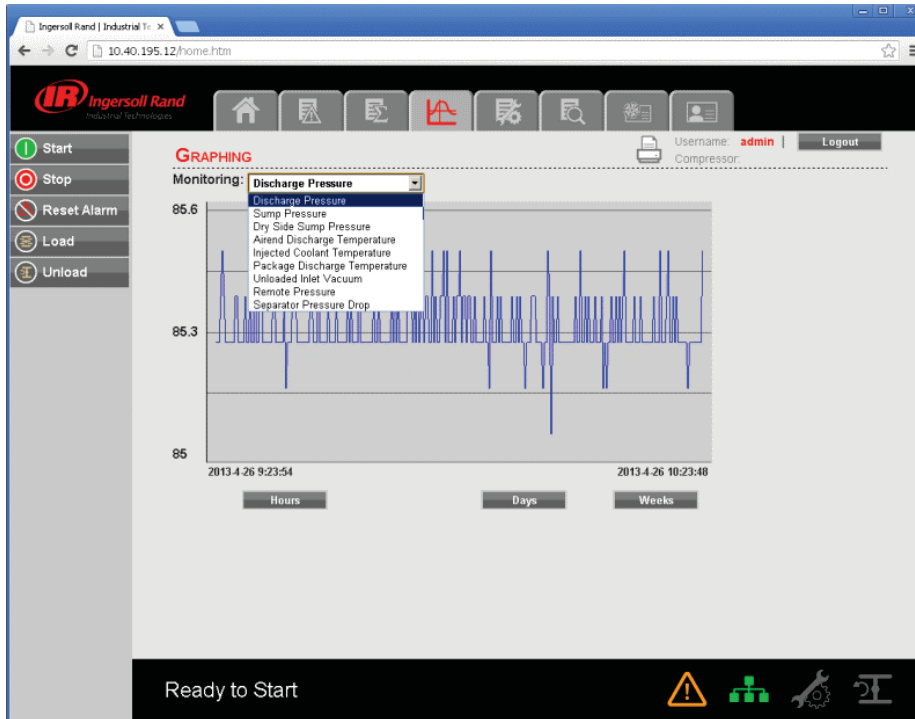 Ingersol Rand | Industrial Te
10.40.195.12/home.htm
IR Ingersoll Rand
Industrial Technologies
Start
Stop
Reset Alarm
Load
Unload
GRAPHING
Username: admin | Logout
Compressor:
Monitoring: Discharge Pressure
Discharge Pressure
Sump Pressure
Dry Side Sump Pressure
Airend Discharge Temperature
Injected Coolant Temperature
Package Discharge Temperature
Unloaded Inlet Vacuum
Remote Pressure
Separator Pressure Drop
85.6
85.3
85
2013-4-26 9:23:54 2013-4-26 10:23:48
Hours Days Weeks
Ready to Start